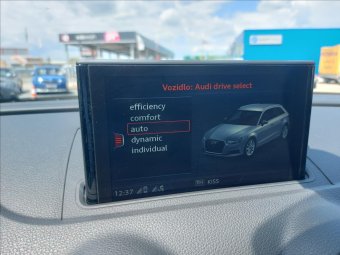 Vozidlo: Audi drive select
efficiency
comfort
auto
dynamic
individual
12:37
KISS